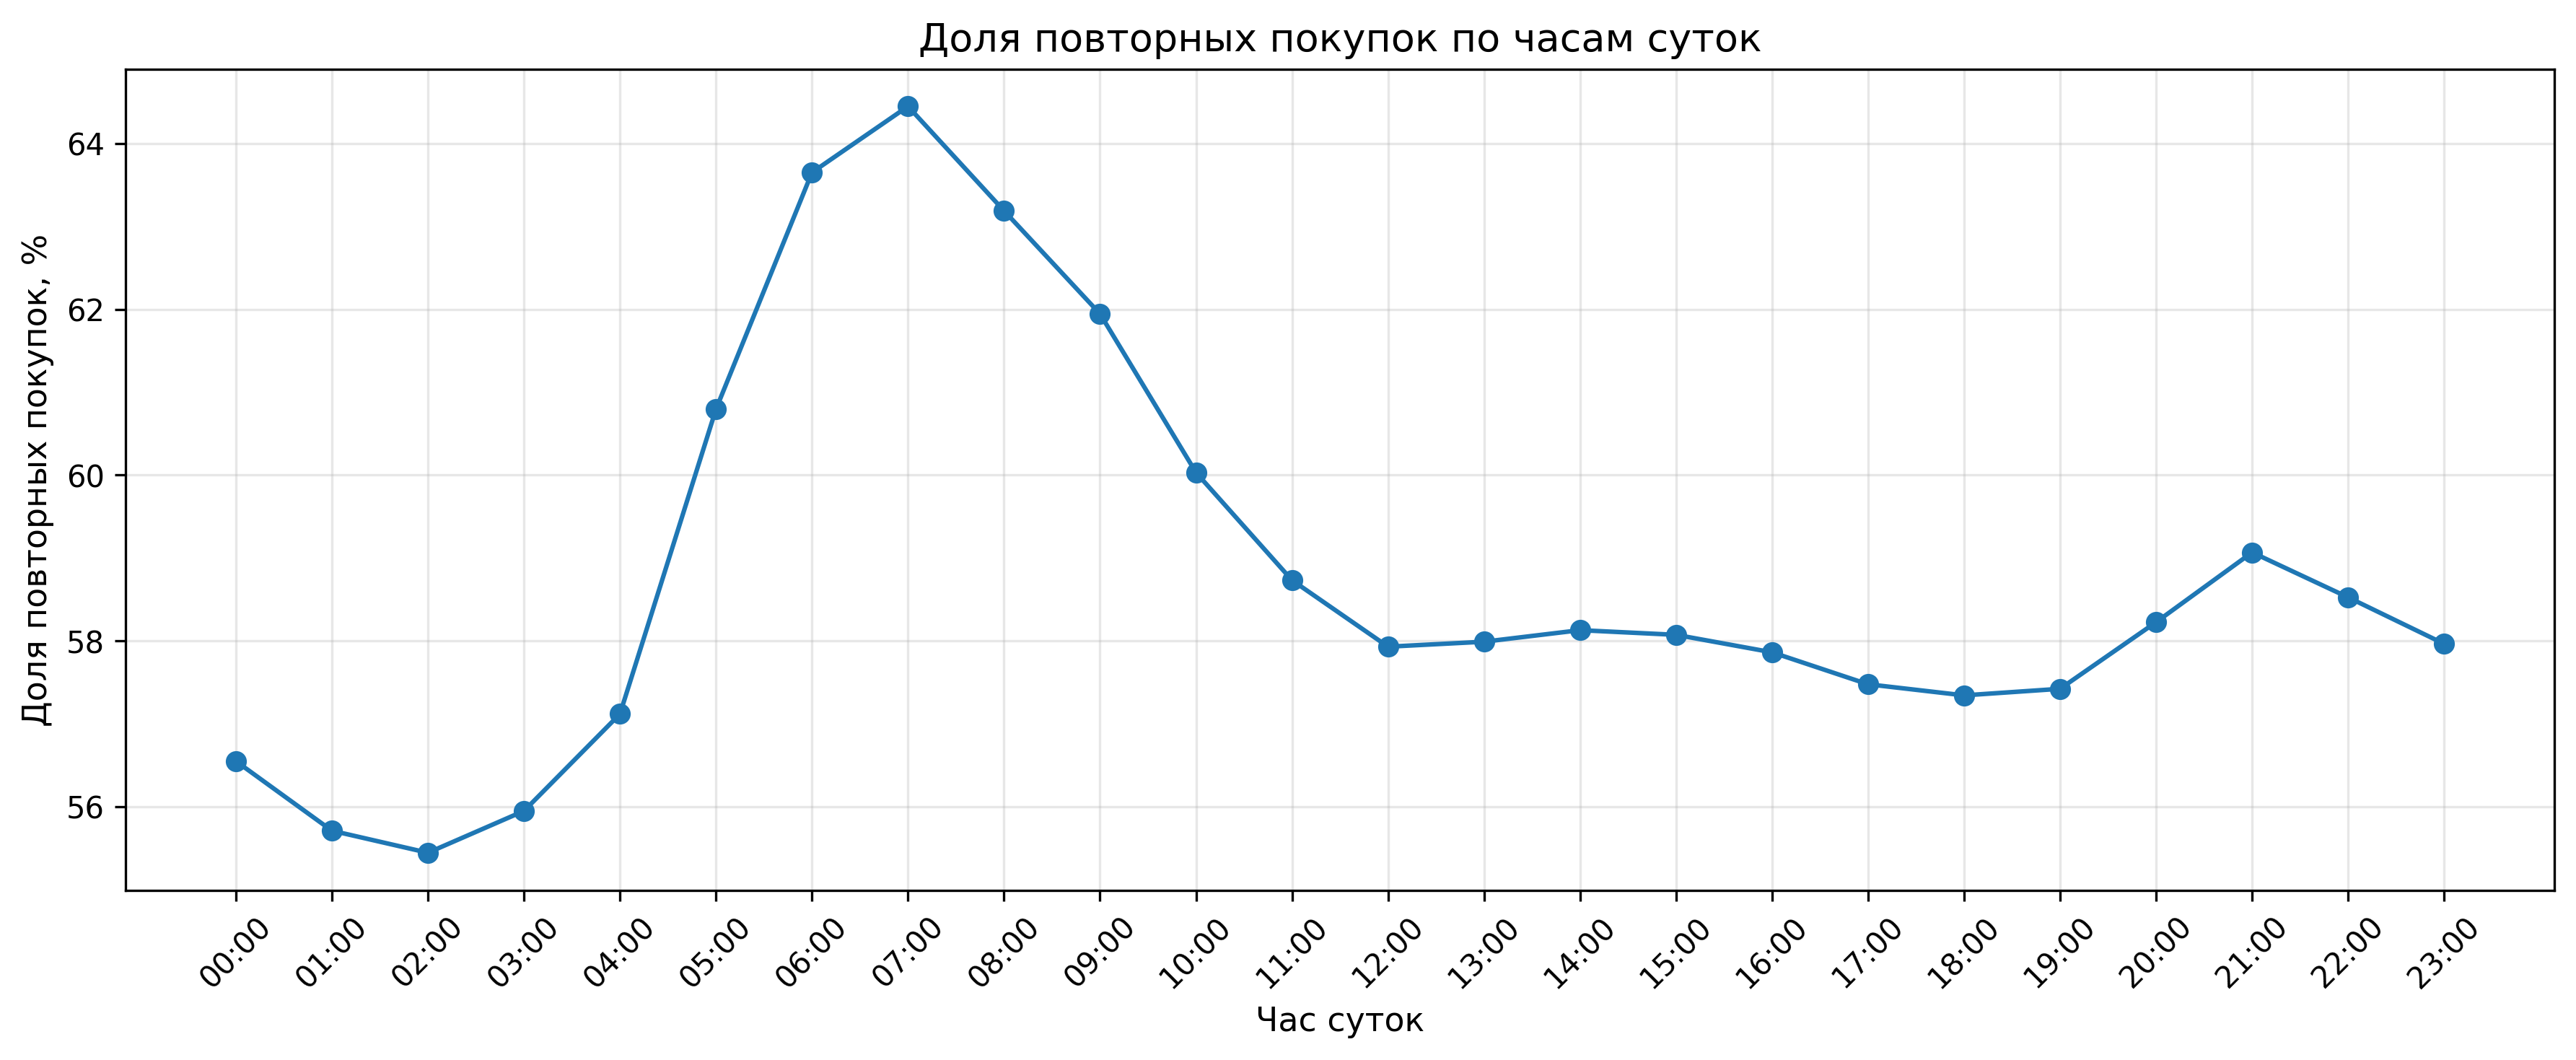 Доля повторных покупок по часам суток
Доля повторных покупок, %
64
62
60
58
56
00:00 01:00 02:00 03:00 04:00 05:00 06:00 07:00 08:00 09:00 10:00 11:00 12:00 13:00 14:00 15:00 16:00 17:00 18:00 19:00 20:00 21:00 22:00 23:00
Час суток